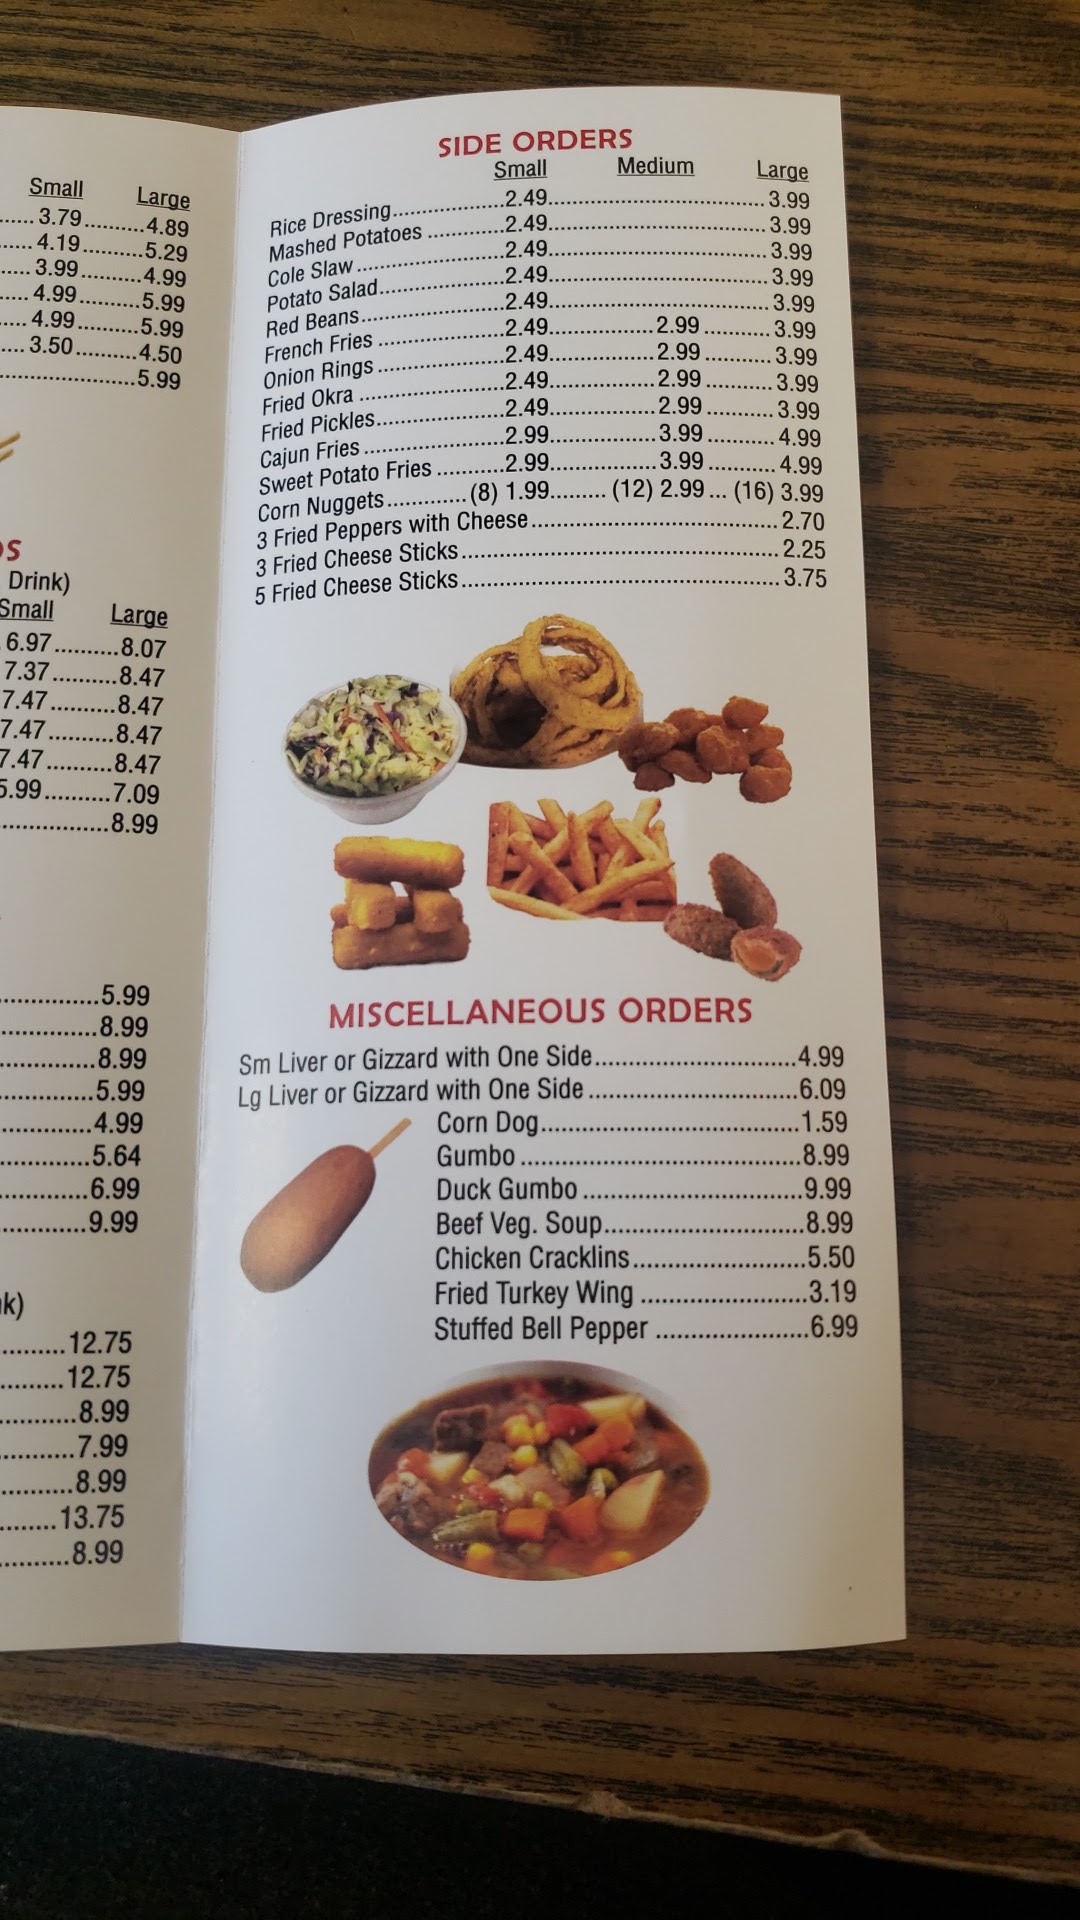 Small Large
3.79 4.89
4.19 5.29
3.99 4.99
4.99 5.99
4.99 5.99
3.50 4.50
5.99
Drink)
Small Large
6.97 8.07
7.37 8.47
7.47 8.47
7.47 8.47
7.47 8.47
5.99 7.09
8.99
5.99
8.99
8.99
5.99
4.99
5.64
6.99
9.99
12.75
12.75
8.99
7.99
8.99
13.75
8.99
SIDE ORDERS
Small Medium Large
Rice Dressing 2.49 3.99
Mashed Potatoes 2.49 3.99
Cole Slaw 2.49 3.99
Potato Salad 2.49 3.99
Red Beans 2.49 3.99
French Fries 2.49 2.99 3.99
Onion Rings 2.49 2.99 3.99
Fried Okra 2.49 2.99 3.99
Fried Pickles 2.49 2.99 3.99
Cajun Fries 2.99 3.99 4.99
Sweet Potato Fries 2.99 3.99 4.99
Corn Nuggets (8) 1.99 (12) 2.99 (16) 3.99
3 Fried Peppers with Cheese 2.70
3 Fried Cheese Sticks 2.25
5 Fried Cheese Sticks 3.75
MISCELLANEOUS ORDERS
Sm Liver or Gizzard with One Side 4.99
Lg Liver or Gizzard with One Side 6.09
Corn Dog 1.59
Gumbo 8.99
Duck Gumbo 9.99
Beef Veg. Soup 8.99
Chicken Cracklins 5.50
Fried Turkey Wing 3.19
Stuffed Bell Pepper 6.99